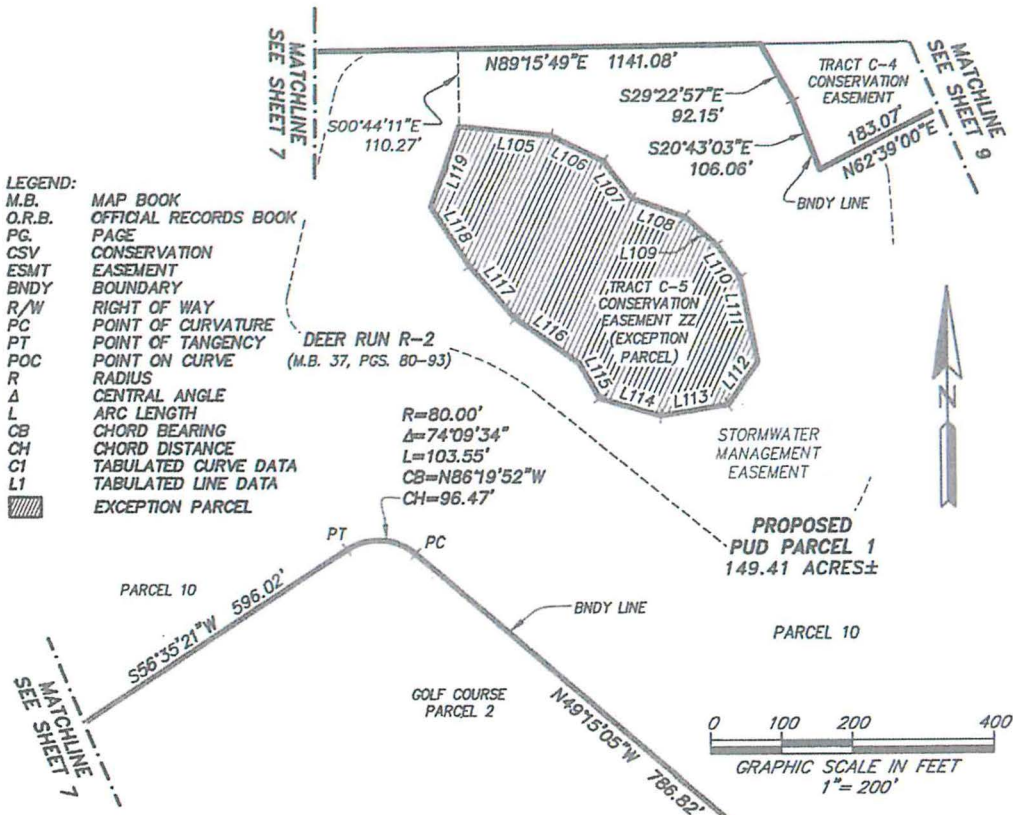 MATCHLINE
SEE SHEET 7
N89°15'49"E 1141.08'
S00°44'11"E
110.27'
S29°22'57"E
92.15'
S20°43'03"E
106.06'
TRACT C-4
CONSERVATION
EASEMENT
183.07'
N62°39'00"E
MATCHLINE
SEE SHEET 9
BNDY LINE
L105
L106
L107
L108
L109
L110
L111
L112
L113
L114
L115
L116
L117
L118
L119
TRACT C-5
CONSERVATION
EASEMENT ZZ
(EXCEPTION
PARCEL)
LEGEND:
M.B. MAP BOOK
O.R.B. OFFICIAL RECORDS BOOK
PG. PAGE
CSV CONSERVATION
ESMT EASEMENT
BNDY BOUNDARY
R/W RIGHT OF WAY
PC POINT OF CURVATURE
PT POINT OF TANGENCY
POC POINT ON CURVE
R RADIUS
Δ CENTRAL ANGLE
L ARC LENGTH
CB CHORD BEARING
CH CHORD DISTANCE
C1 TABULATED CURVE DATA
L1 TABULATED LINE DATA
EXCEPTION PARCEL
DEER RUN R-2
(M.B. 37, PGS. 80-93)
N
STORMWATER
MANAGEMENT
EASEMENT
R=80.00'
Δ=74°09'34"
L=103.55'
CB=N86°19'52"W
CH=96.47'
PROPOSED
PUD PARCEL 1
149.41 ACRES±
PT
PC
PARCEL 10
S56°35'21"W 596.02'
BNDY LINE
PARCEL 10
MATCHLINE
SEE SHEET 7
GOLF COURSE
PARCEL 2
N49°15'05"W 786.82'
0 100 200 400
GRAPHIC SCALE IN FEET
1"= 200'